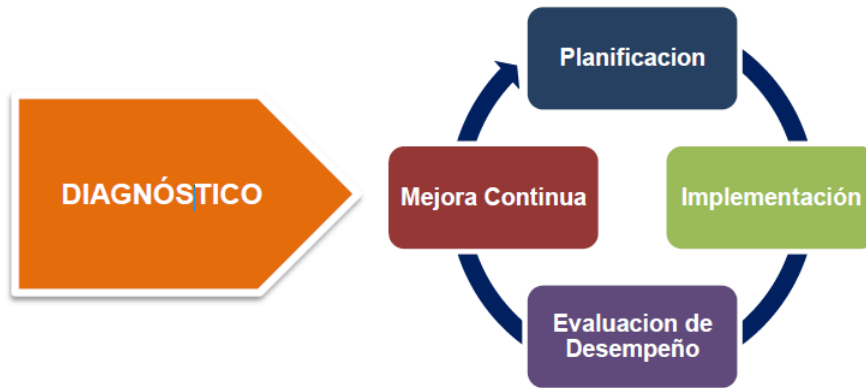 DIAGNÓSTICO
Planificacion
Mejora Continua
Implementación
Evaluacion de
Desempeño